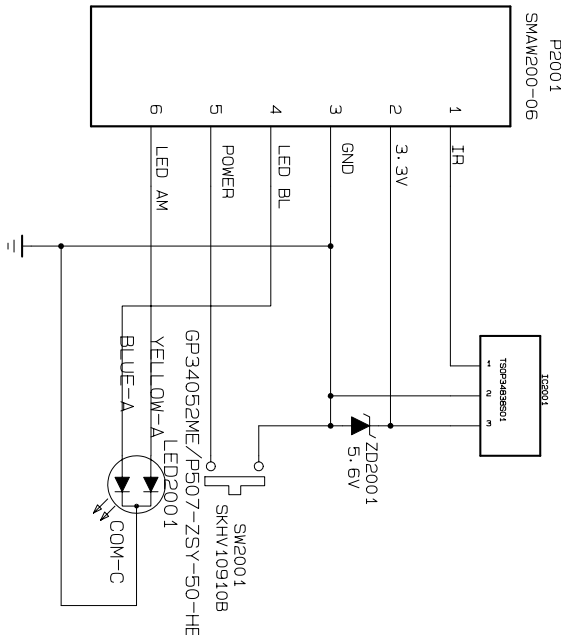 P2001
SMAW200-06
1
2
3
4
5
6
IR
3.3V
GND
LED BL
POWER
LED AM
IC2001
TSOP34838SO1
1
2
3
ZD2001
5.6V
SW2001
SKHV10910B
GP34052ME/P507-ZSY-50-HE
LED2001
YELLOW-A
BLUE-A
COM-C